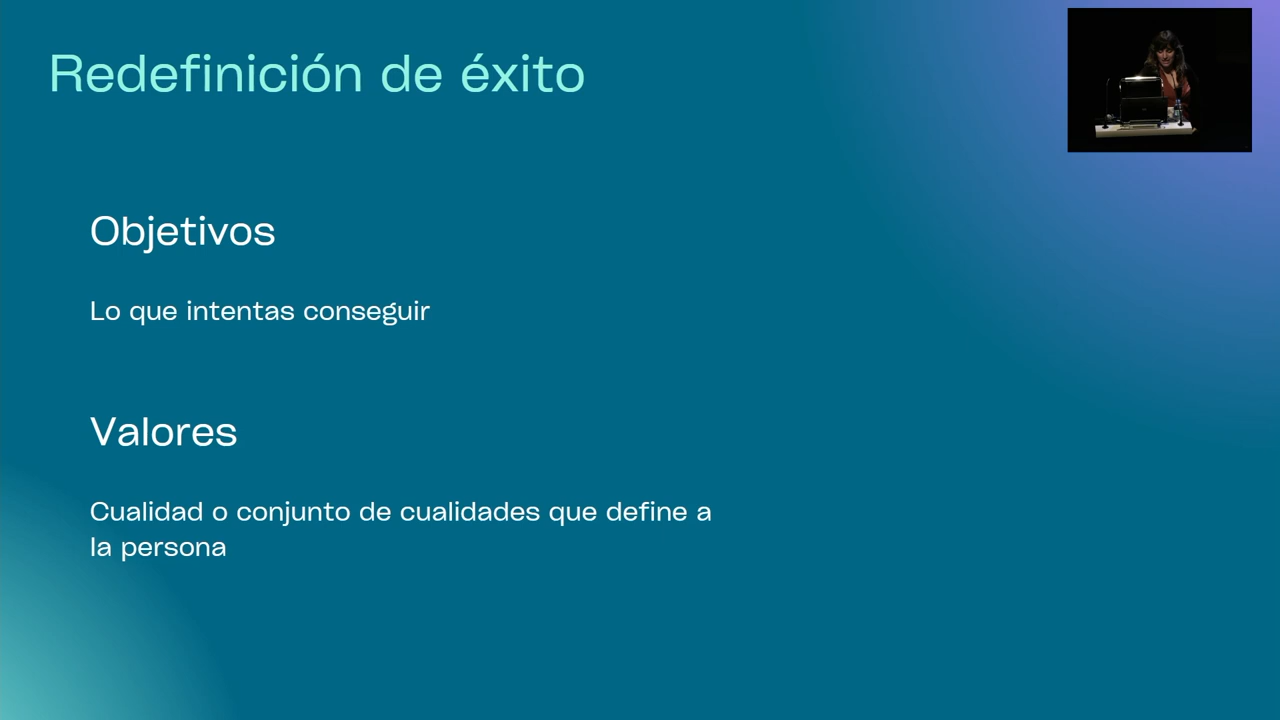 Redefinición de éxito
Objetivos
Lo que intentas conseguir
Valores
Cualidad o conjunto de cualidades que define a
la persona